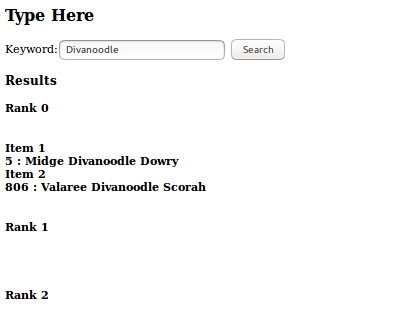 Type Here
Keyword: Divanoodle Search
Results
Rank 0
Item 1
5 : Midge Divanoodle Dowry
Item 2
806 : Valaree Divanoodle Scorah
Rank 1
Rank 2